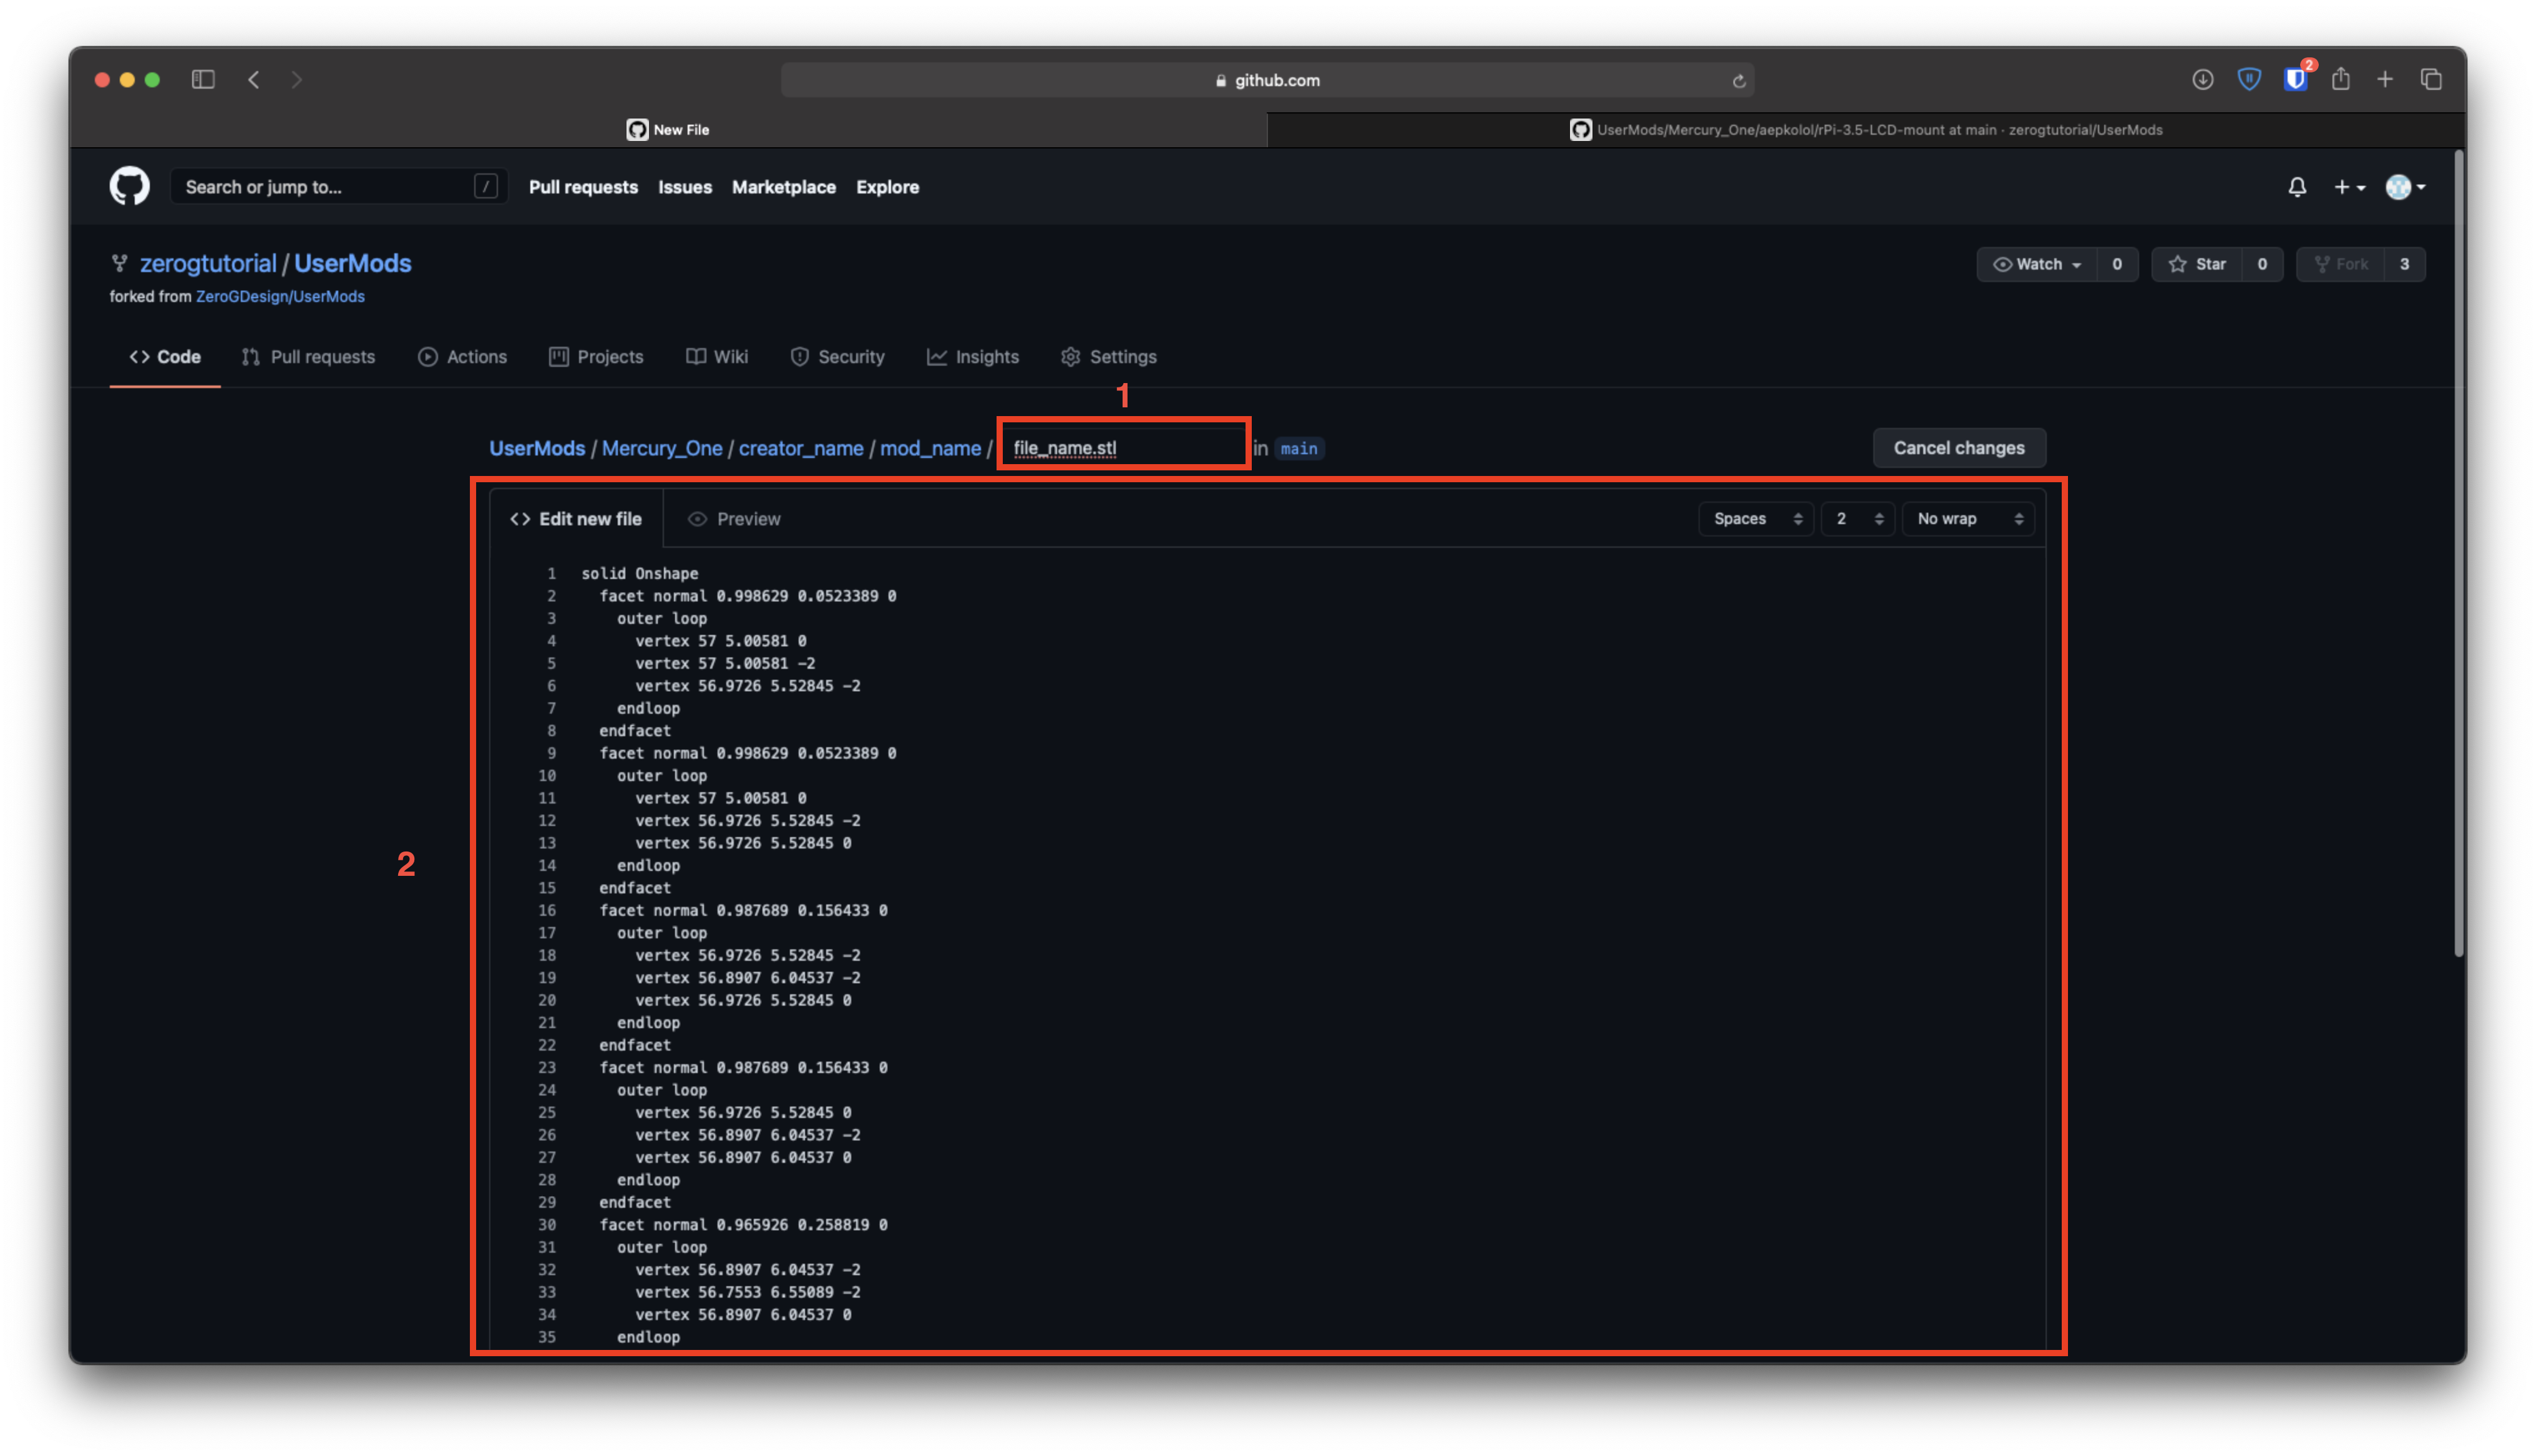 github.com
2
New File
UserMods/Mercury_One/aepkolol/rPi-3.5-LCD-mount at main · zerogtutorial/UserMods
Search or jump to... / Pull requests Issues Marketplace Explore
zerogtutorial / UserMods
Watch 0 Star 0 Fork 3
forked from ZeroGDesign/UserMods
Code Pull requests Actions Projects Wiki Security Insights Settings
1
UserMods / Mercury_One / creator_name / mod_name / file_name.stl in main Cancel changes
Edit new file Preview Spaces 2 No wrap
1 solid Onshape
2 facet normal 0.998629 0.0523389 0
3 outer loop
4 vertex 57 5.00581 0
5 vertex 57 5.00581 -2
6 vertex 56.9726 5.52845 -2
7 endloop
8 endfacet
9 facet normal 0.998629 0.0523389 0
10 outer loop
11 vertex 57 5.00581 0
12 vertex 56.9726 5.52845 -2
13 vertex 56.9726 5.52845 0
2
14 endloop
15 endfacet
16 facet normal 0.987689 0.156433 0
17 outer loop
18 vertex 56.9726 5.52845 -2
19 vertex 56.8907 6.04537 -2
20 vertex 56.9726 5.52845 0
21 endloop
22 endfacet
23 facet normal 0.987689 0.156433 0
24 outer loop
25 vertex 56.9726 5.52845 0
26 vertex 56.8907 6.04537 -2
27 vertex 56.8907 6.04537 0
28 endloop
29 endfacet
30 facet normal 0.965926 0.258819 0
31 outer loop
32 vertex 56.8907 6.04537 -2
33 vertex 56.7553 6.55089 -2
34 vertex 56.8907 6.04537 0
35 endloop